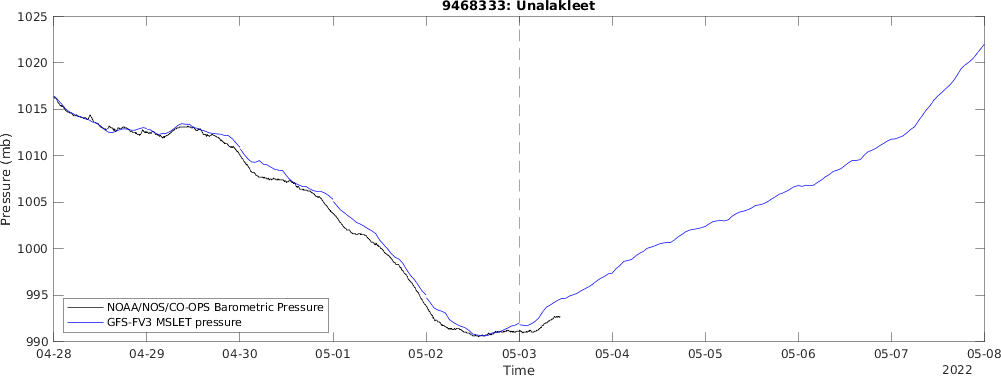 9468333: Unalakleet
1025
1020
1015
1010
1005
1000
995
990
Pressure (mb)
NOAA/NOS/CO-OPS Barometric Pressure
GFS-FV3 MSLET pressure
04-28 04-29 04-30 05-01 05-02 05-03 05-04 05-05 05-06 05-07 05-08
Time
2022